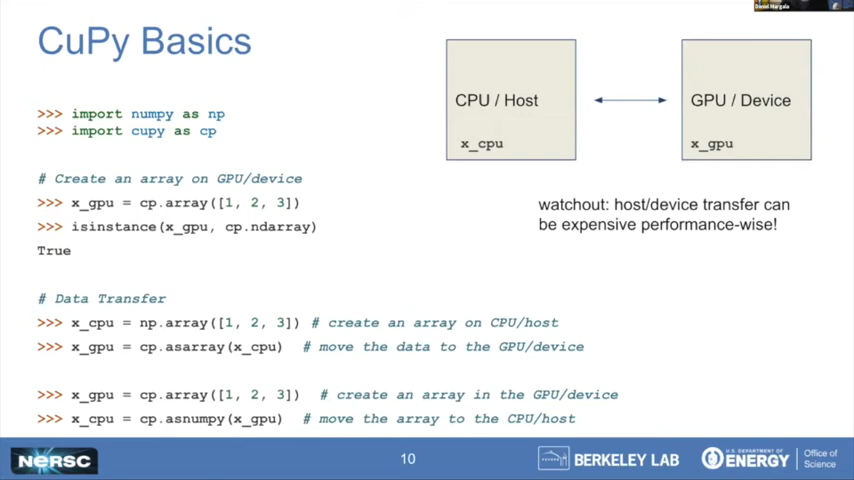 Daniel Margala
CuPy Basics
>>> import numpy as np
>>> import cupy as cp
# Create an array on GPU/device
>>> x_gpu = cp.array([1, 2, 3])
>>> isinstance(x_gpu, cp.ndarray)
True
# Data Transfer
>>> x_cpu = np.array([1, 2, 3]) # create an array on CPU/host
>>> x_gpu = cp.asarray(x_cpu)  # move the data to the GPU/device
>>> x_gpu = cp.array([1, 2, 3])  # create an array in the GPU/device
>>> x_cpu = cp.asnumpy(x_gpu)  # move the array to the CPU/host
CPU / Host
x_cpu
GPU / Device
x_gpu
watchout: host/device transfer can
be expensive performance-wise!
NERSC
10
BERKELEY LAB
U.S. DEPARTMENT OF
ENERGY
Office of
Science